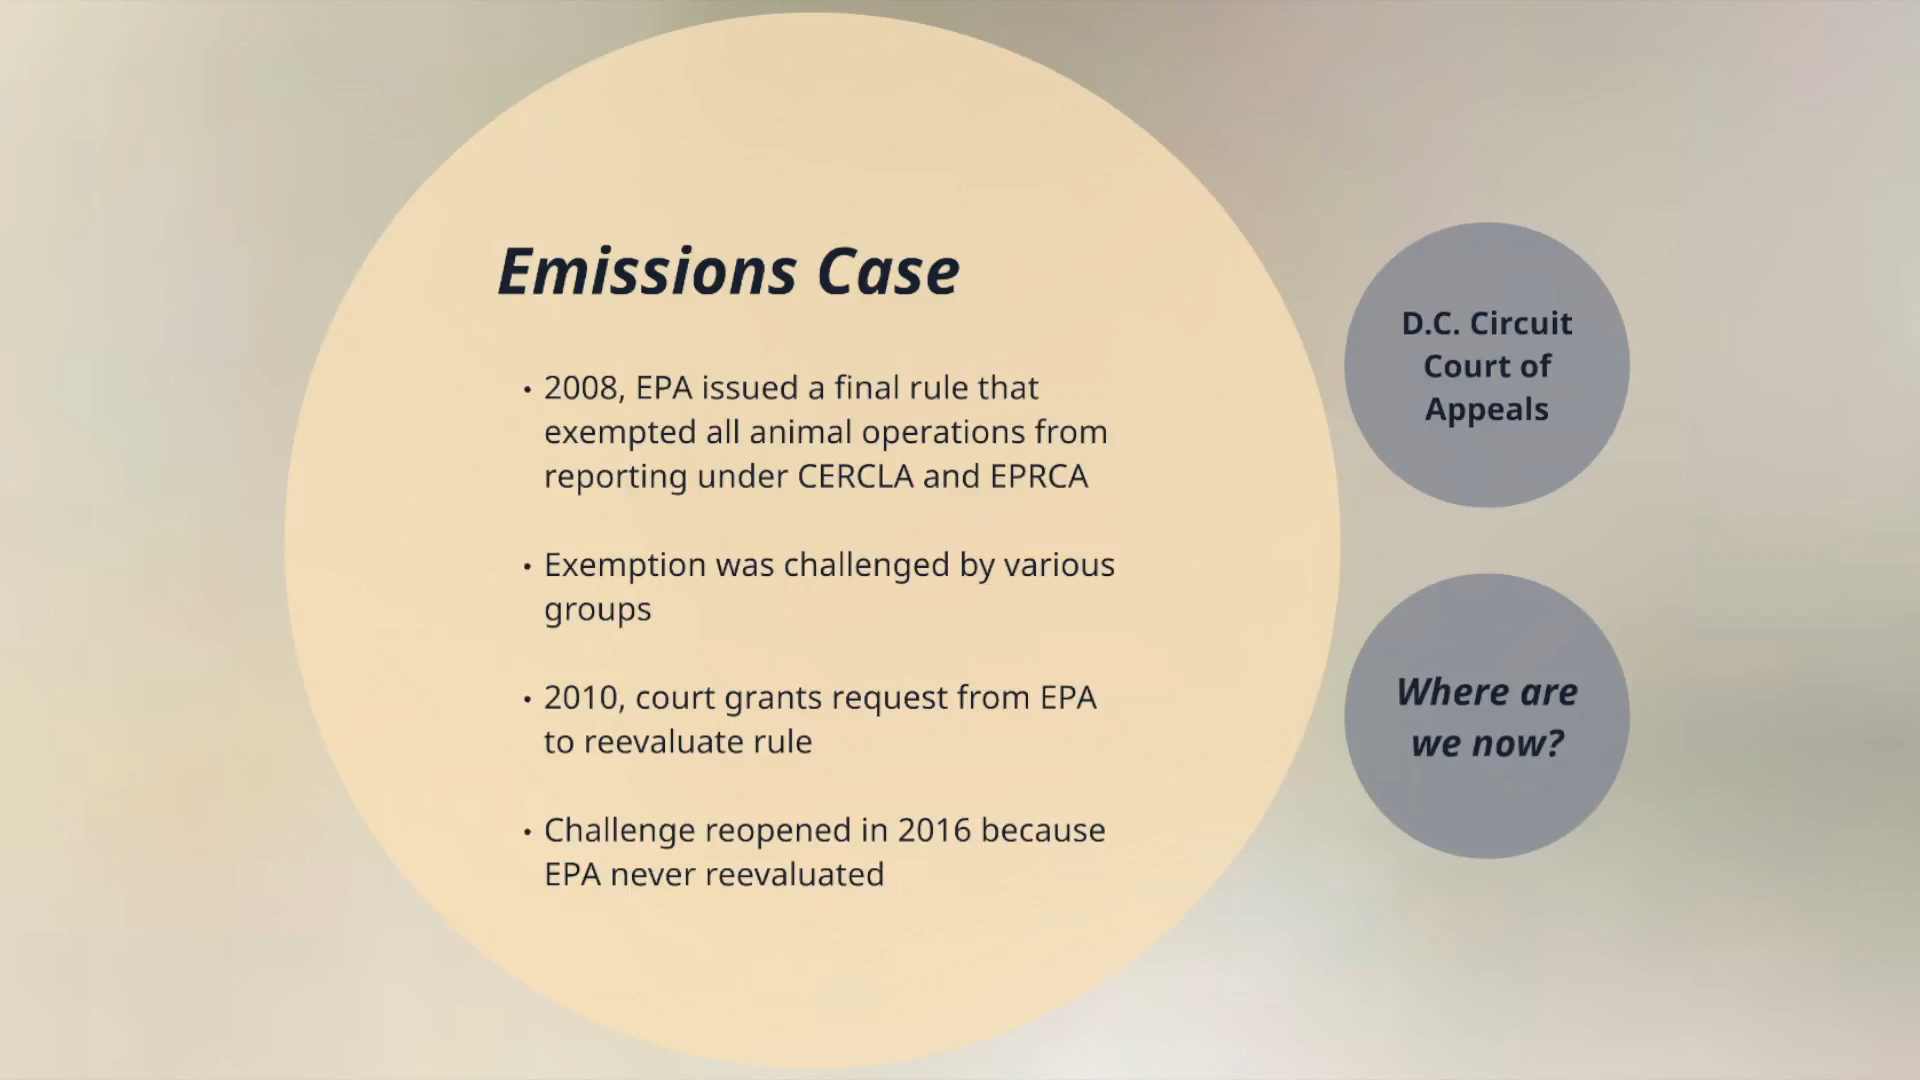 Emissions Case
• 2008, EPA issued a final rule that
exempted all animal operations from
reporting under CERCLA and EPRCA
• Exemption was challenged by various
groups
• 2010, court grants request from EPA
to reevaluate rule
• Challenge reopened in 2016 because
EPA never reevaluated
D.C. Circuit
Court of
Appeals
Where are
we now?